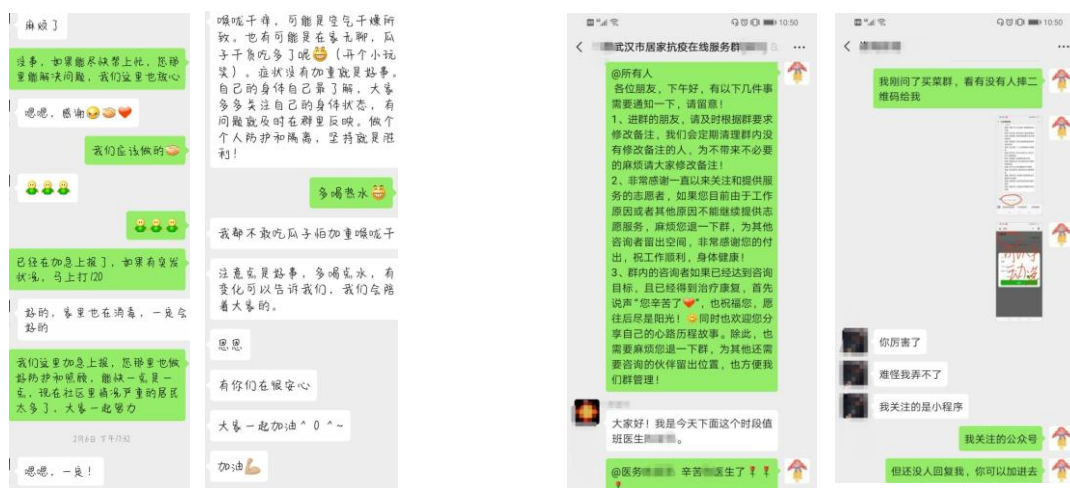 麻烦了
没事，如果能尽快帮上忙，您那
里能解决问题，我们这里也放心
嗯嗯，感谢
我们应该做的
已经在加急上报了，如果有突发
状况，马上打120
好的，家里也在消毒，一定会
好的
我们这里加急上报，您那里也做
好防护和照顾，能快一点是一
点，现在社区里情况严重的居民
太多了，大家一起努力
2月6日 下午
嗯嗯，一定！
喉咙干痒，可能是空气干燥所
致。也有可能是在家无聊，瓜
子干货吃多了呢（开个小玩
笑）。症状没有加重就是好事。
自己的身体自己最了解，大家
多多关注自己的身体状态，有
问题就及时在群里反映。做个
个人防护和隔离，坚持就是胜
利！
多喝热水
我都不敢吃瓜子怕加重喉咙干
注意点是好事，多喝点水，有
变化可以告诉我们，我们会陪
着大家的。
恩恩
有你们在很安心
大家一起加油^0^~
加油
10:50
武汉市居家抗疫在线服务群
@所有人
各位朋友，下午好，有以下几件事
需要通知一下，请留意！
1、进群的朋友，请及时根据群要求
修改备注，我们会定期清理群内没
有修改备注的人，为不带来不必要
的麻烦请大家修改备注！
2、非常感谢一直以来关注和提供服
务的志愿者，如果您目前由于工作
原因或者其他原因不能继续提供志
愿服务，麻烦您退一下群，为其他
咨询者留出空间，非常感谢您的付
出，祝工作顺利，身体健康！
3、群内的咨询者如果已经达到咨询
目标，且已经得到治疗康复，首先
说声“您辛苦了”，也祝福您，愿
往后尽是阳光！同时也欢迎您分
享自己的心路历程故事。除此，也
需要麻烦您退一下群，为其他还需
要咨询的伙伴留出位置，也方便我
们群管理！
大家好！我是今天下面这个时段值
班医生。
@医务 辛苦医生了
10:50
我刚问了买菜群，看有没有人摔二
维码给我
你厉害了
难怪我弄不了
我关注的是小程序
我关注的公众号
但还没人回复我，你可以加进去